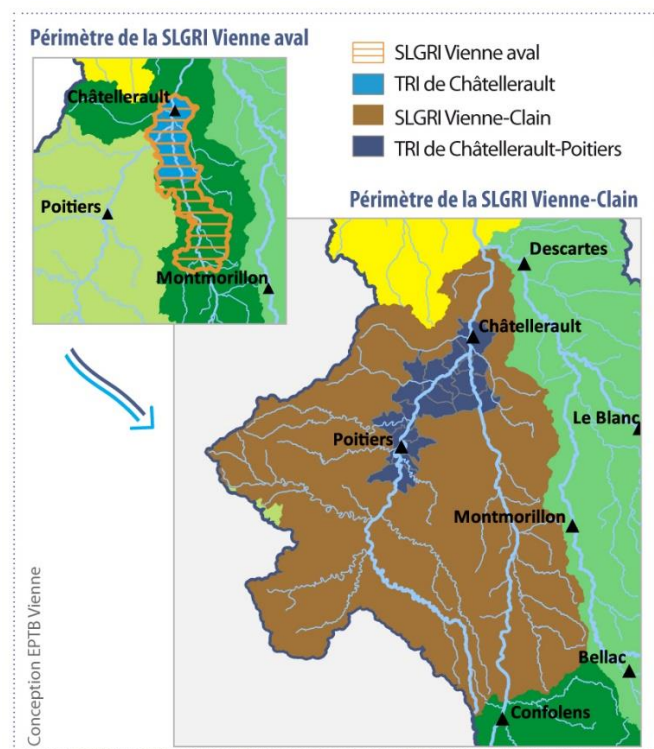 Périmètre de la SLGRI Vienne aval
Châtellerault
Poitiers
Montmorillon
SLGRI Vienne aval
TRI de Châtellerault
SLGRI Vienne-Clain
TRI de Châtellerault-Poitiers
Périmètre de la SLGRI Vienne-Clain
Descartes
Châtellerault
Le Blanc
Poitiers
Montmorillon
Bellac
Confolens
Conception EPTB Vienne